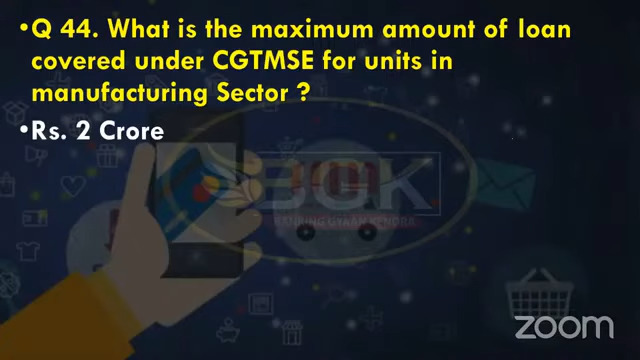 •Q 44. What is the maximum amount of loan
covered under CGTMSE for units in
manufacturing Sector ?
•Rs. 2 Crore
BGK
BANKING GYAAN KENDRA
zoom